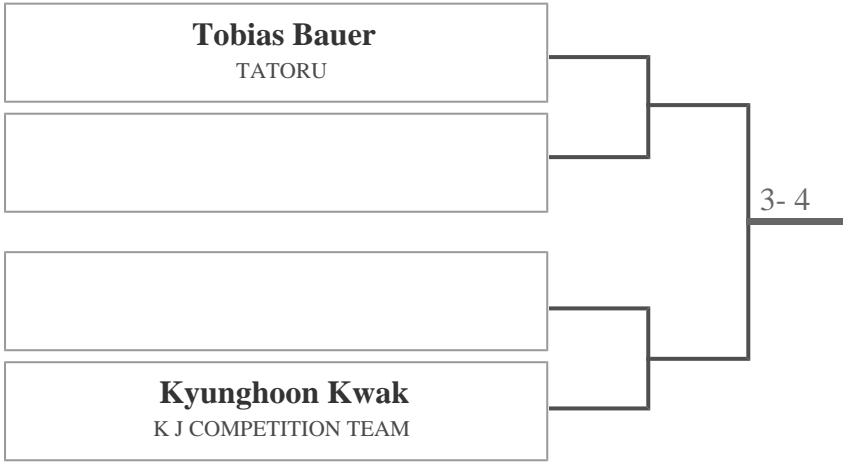 Tobias Bauer
TATORU
3- 4
Kyunghoon Kwak
K J COMPETITION TEAM